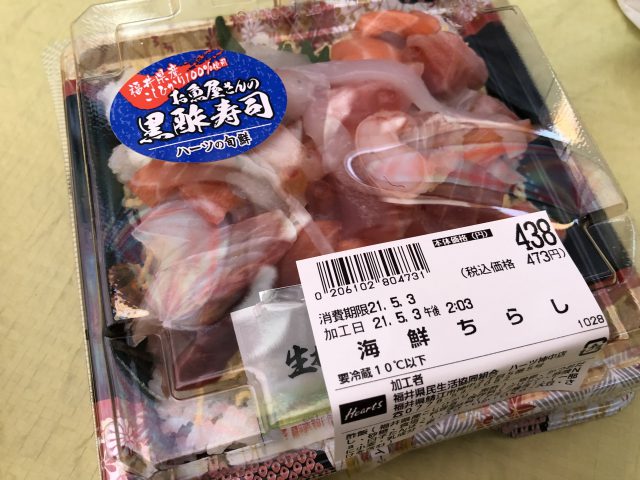 福井県産
こしひかり100%使用
お魚屋さんの
黒酢寿司
ハーツの旬鮮
本体価格(円)
438
(税込価格 473円)
0 206102 804731
消費期限21.5.3
加工日 21.5.3 午後 2:03
海鮮ちらし
1028
要冷蔵10℃以下
加工者
福井県民生活協同組合
Hearts
生